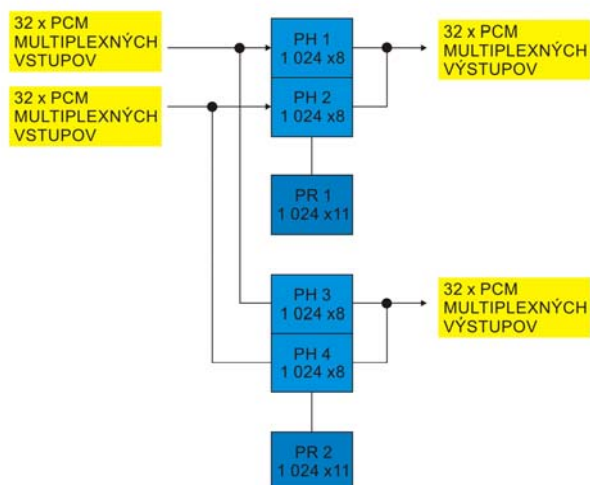 32 x PCM
MULTIPLEXNÝCH
VSTUPOV
32 x PCM
MULTIPLEXNÝCH
VSTUPOV
PH 1
1 024 x8
PH 2
1 024 x8
PR 1
1 024 x11
32 x PCM
MULTIPLEXNÝCH
VÝSTUPOV
PH 3
1 024 x8
PH 4
1 024 x8
PR 2
1 024 x11
32 x PCM
MULTIPLEXNÝCH
VÝSTUPOV